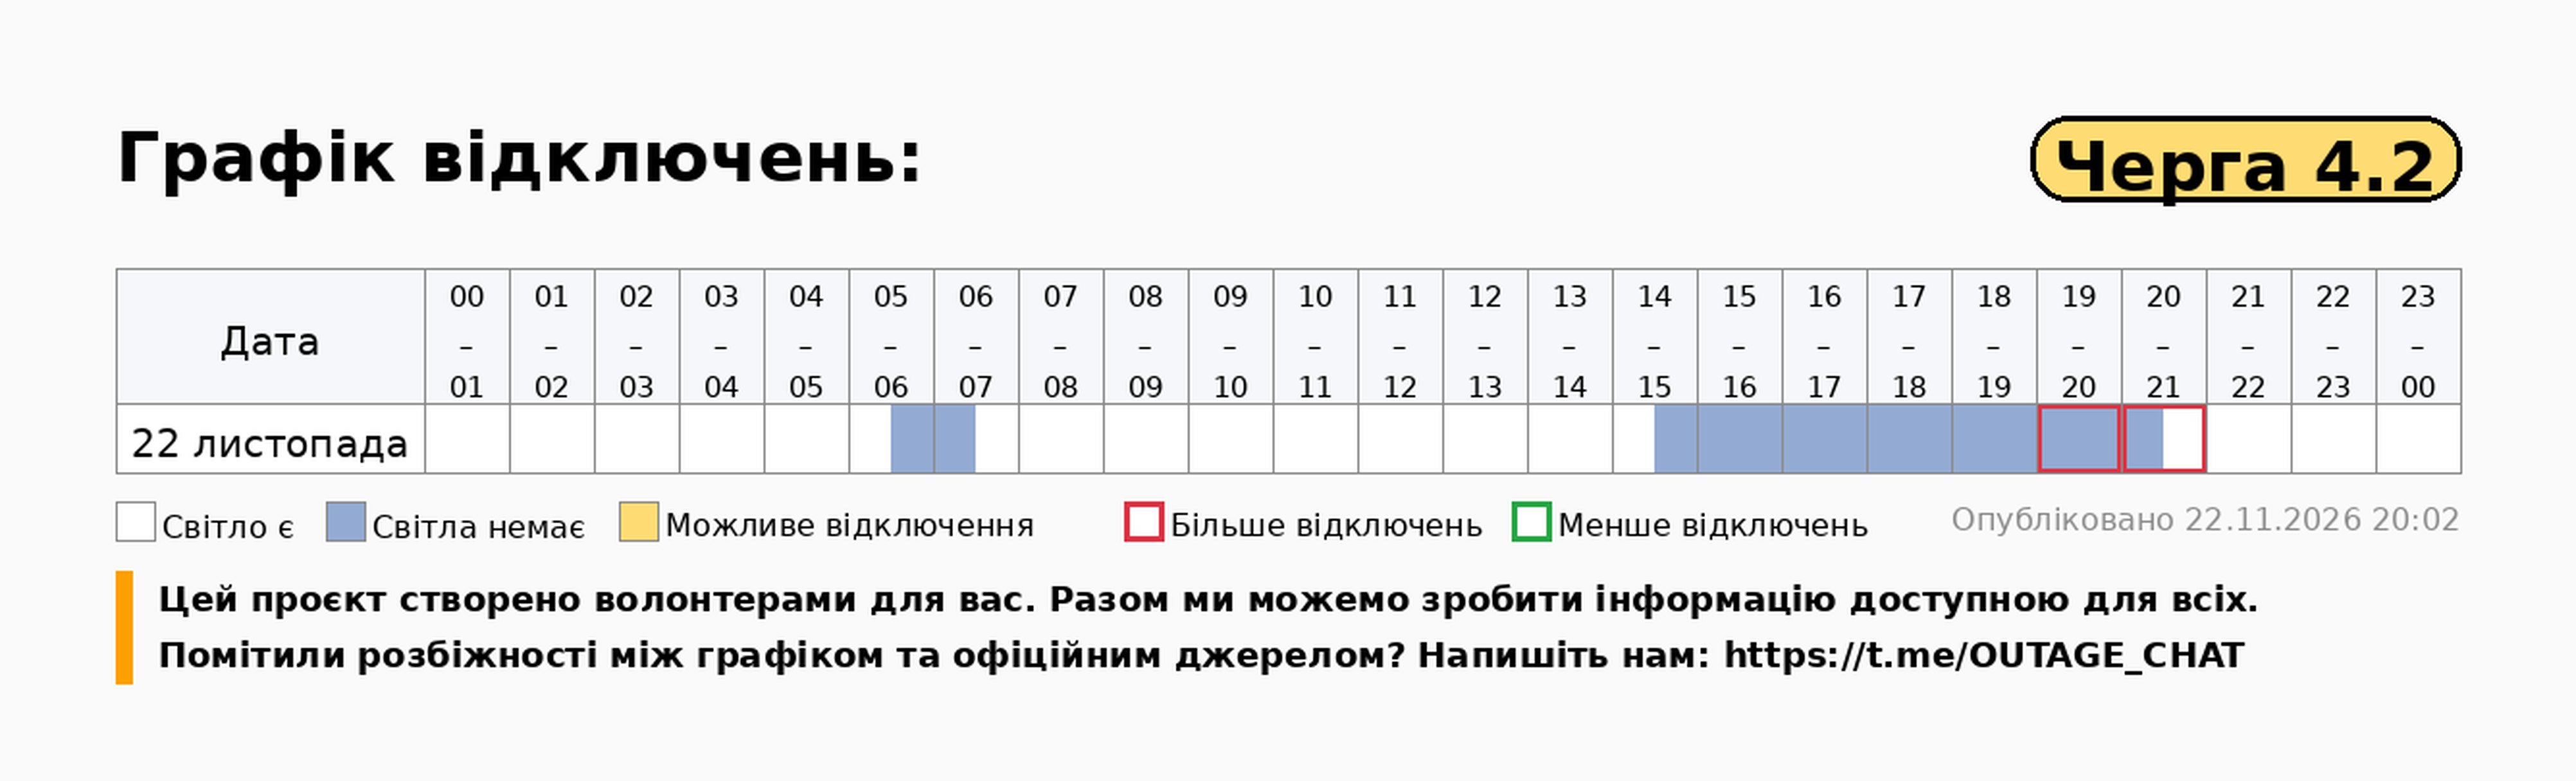 Графік відключень:
Черга 4.2
Дата 00 – 01 01 – 02 02 – 03 03 – 04 04 – 05 05 – 06 06 – 07 07 – 08 08 – 09 09 – 10 10 – 11 11 – 12 12 – 13 13 – 14 14 – 15 15 – 16 16 – 17 17 – 18 18 – 19 19 – 20 20 – 21 21 – 22 22 – 23 23 – 00
22 листопада
Світло є Світла немає Можливе відключення Більше відключень Менше відключень Опубліковано 22.11.2026 20:02
Цей проєкт створено волонтерами для вас. Разом ми можемо зробити інформацію доступною для всіх.
Помітили розбіжності між графіком та офіційним джерелом? Напишіть нам: https://t.me/OUTAGE_CHAT